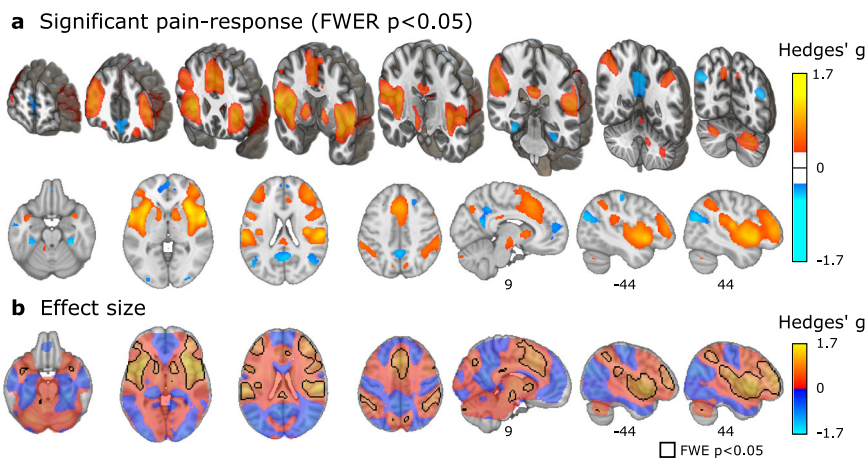 a Significant pain-response (FWER p<0.05)
Hedges' g
1.7
0
-1.7
9
-44
44
b Effect size
Hedges' g
1.7
0
-1.7
9
-44
44
FWE p<0.05